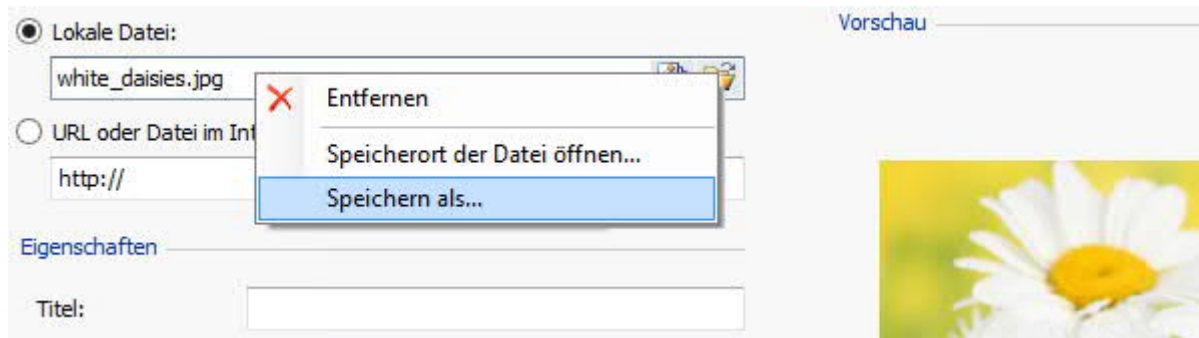 Lokale Datei:
Vorschau
white_daisies.jpg
Entfernen
URL oder Datei im Int
Speicherort der Datei öffnen...
http://
Speichern als...
Eigenschaften
Titel: